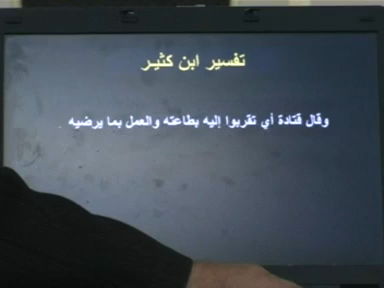 تفسير ابن كثير
وقال قتادة أي تقربوا إليه بطاعته والعمل بما يرضيه .